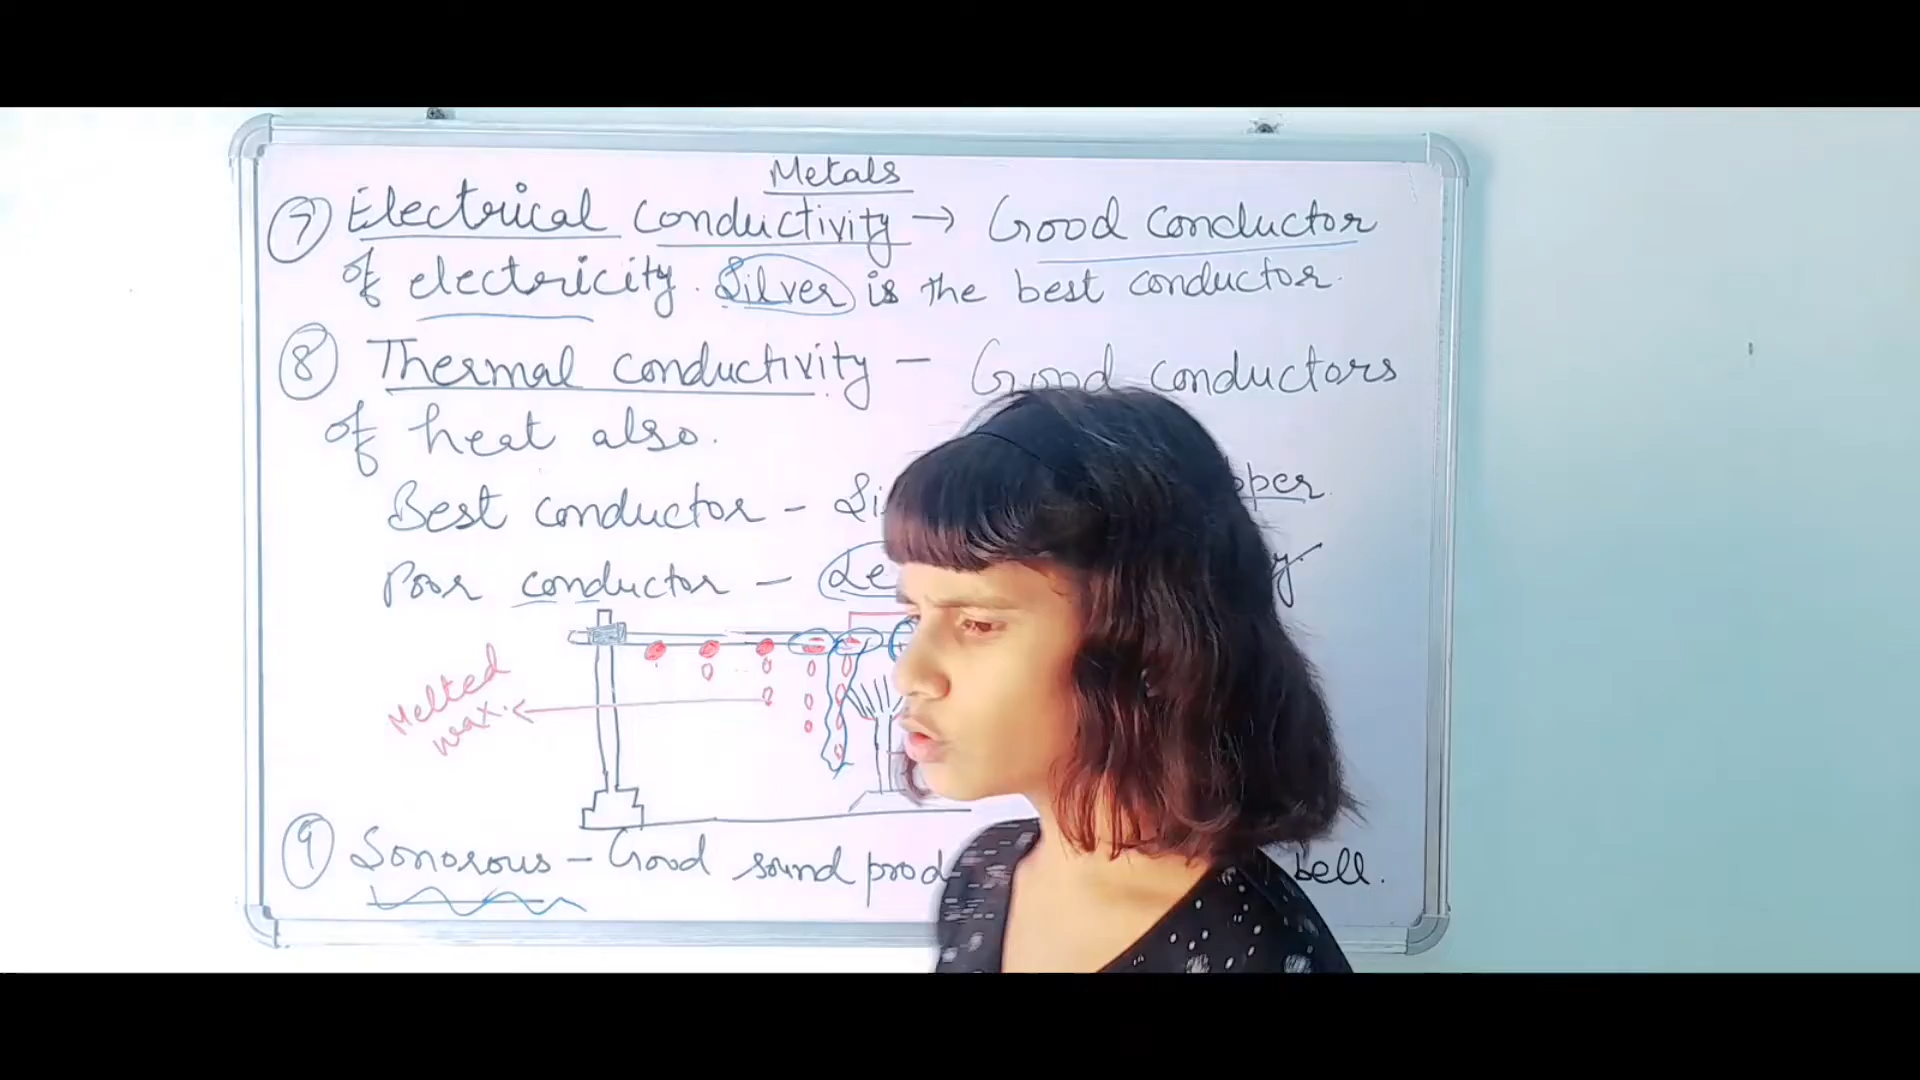 Metals
7 Electrical conductivity → Good conductor
of electricity. Silver is the best conductor.
8 Thermal conductivity – Good conductors
of heat also.
Best conductor –
Poor conductor –
Melted
wax.
9 Sonorous – Good sound bell.